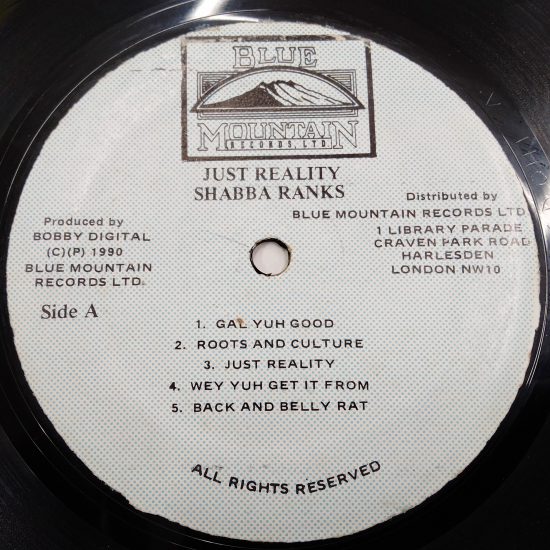 BLUE
MOUNTAIN
RECORDS, LTD.
JUST REALITY
SHABBA RANKS
Produced by
BOBBY DIGITAL
(C)(P) 1990
BLUE MOUNTAIN
RECORDS LTD.
Distributed by
BLUE MOUNTAIN RECORDS LTD
1 LIBRARY PARADE
CRAVEN PARK ROAD
HARLESDEN
LONDON NW10
Side A
1. GAL YUH GOOD
2. ROOTS AND CULTURE
3. JUST REALITY
4. WEY YUH GET IT FROM
5. BACK AND BELLY RAT
ALL RIGHTS RESERVED